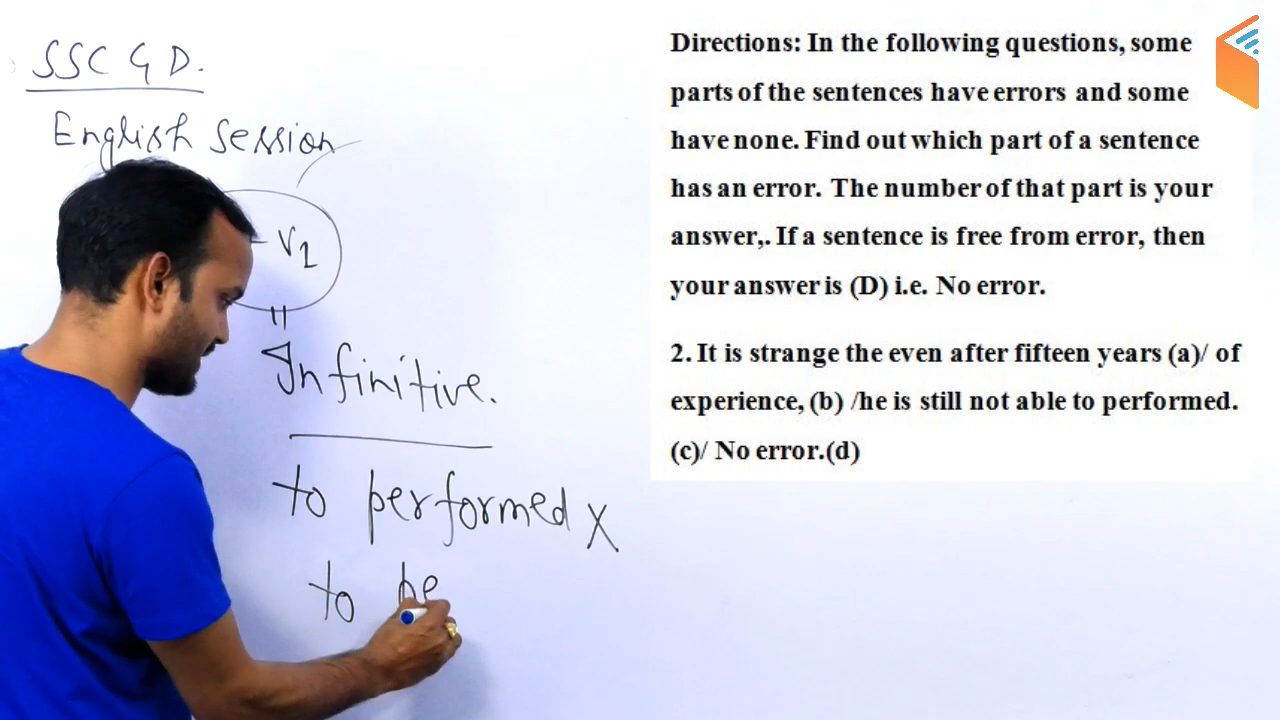 SSC G D.
English Session
- V1
Infinitive.
to performed X
to pe
Directions: In the following questions, some
parts of the sentences have errors and some
have none. Find out which part of a sentence
has an error. The number of that part is your
answer,. If a sentence is free from error, then
your answer is (D) i.e. No error.
2. It is strange the even after fifteen years (a)/ of
experience, (b) /he is still not able to performed.
(c)/ No error.(d)